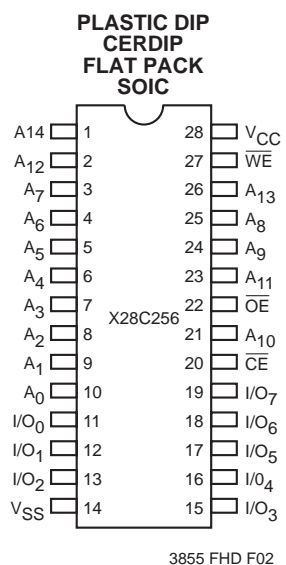 PLASTIC DIP
CERDIP
FLAT PACK
SOIC
A14 1 28 VCC
A12 2 27 WE
A7 3 26 A13
A6 4 25 A8
A5 5 24 A9
A4 6 23 A11
A3 7 22 OE
X28C256
A2 8 21 A10
A1 9 20 CE
A0 10 19 I/O7
I/O0 11 18 I/O6
I/O1 12 17 I/O5
I/O2 13 16 I/04
VSS 14 15 I/O3
3855 FHD F02